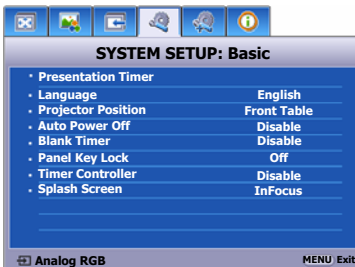 SYSTEM SETUP: Basic
Presentation Timer
Language English
Projector Position Front Table
Auto Power Off Disable
Blank Timer Disable
Panel Key Lock Off
Timer Controller Disable
Splash Screen InFocus
Analog RGB MENU Exit